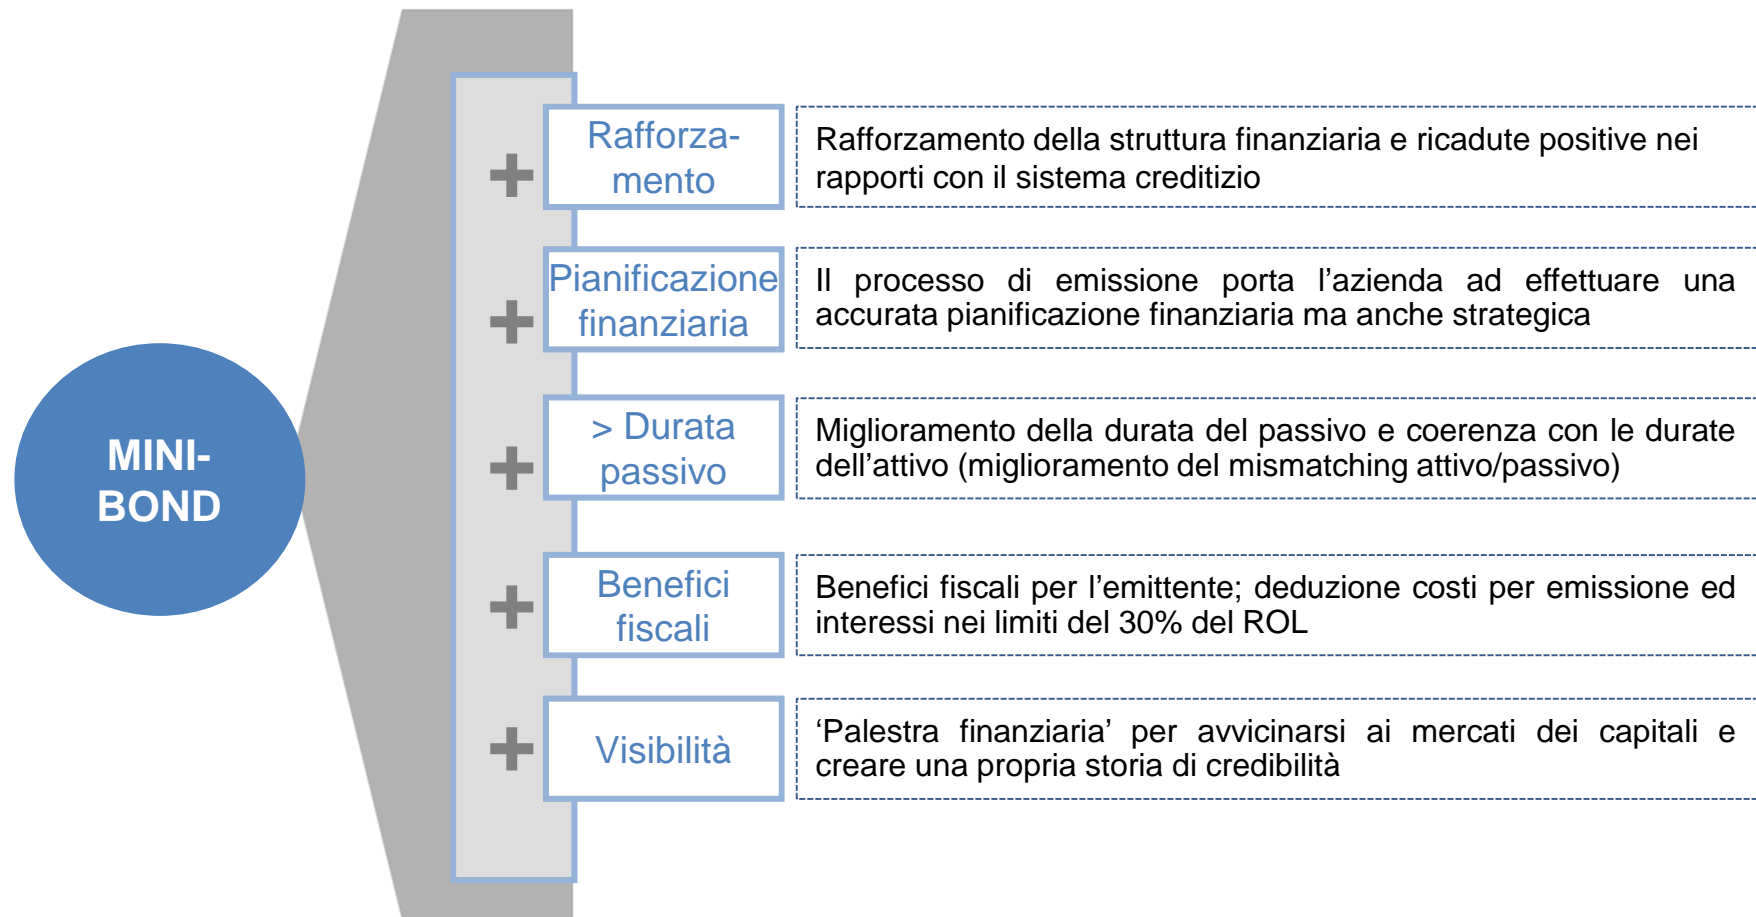 MINI-
BOND
Rafforza-
mento
Rafforzamento della struttura finanziaria e ricadute positive nei
rapporti con il sistema creditizio
Pianificazione
finanziaria
Il processo di emissione porta l’azienda ad effettuare una
accurata pianificazione finanziaria ma anche strategica
> Durata
passivo
Miglioramento della durata del passivo e coerenza con le durate
dell’attivo (miglioramento del mismatching attivo/passivo)
Benefici
fiscali
Benefici fiscali per l’emittente; deduzione costi per emissione ed
interessi nei limiti del 30% del ROL
Visibilità
‘Palestra finanziaria’ per avvicinarsi ai mercati dei capitali e
creare una propria storia di credibilità